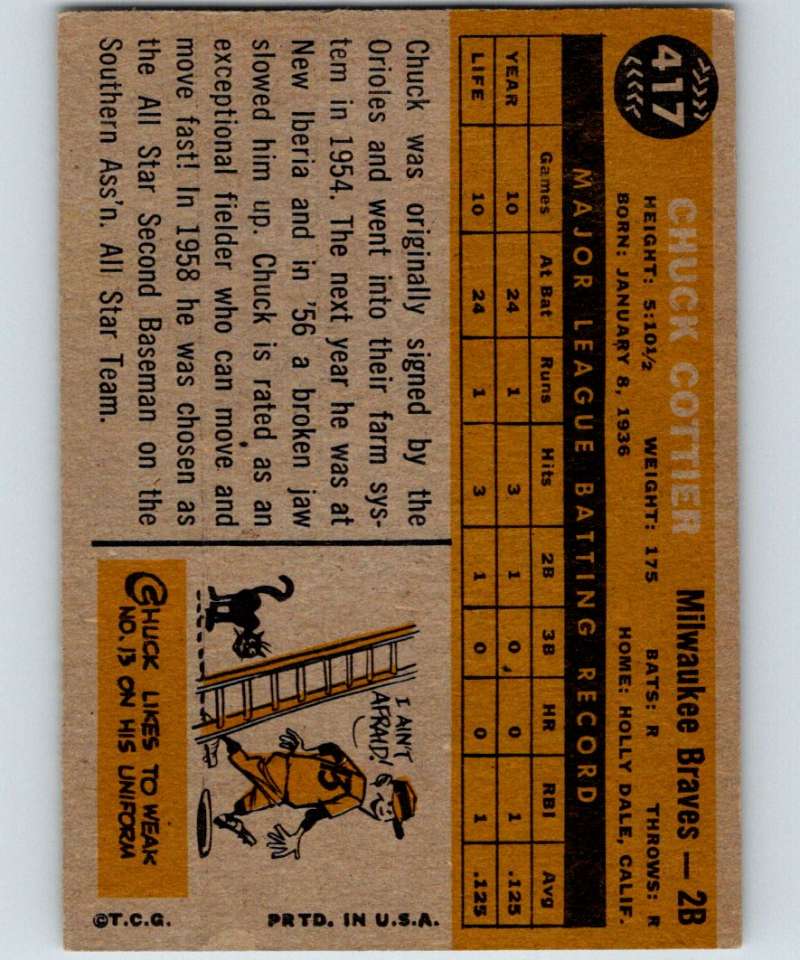 417
CHUCK COTTIER
Milwaukee Braves — 2B
HEIGHT: 5:10½ WEIGHT: 175 BATS: R THROWS: R
BORN: JANUARY 8, 1936 HOME: HOLLY DALE, CALIF.
MAJOR LEAGUE BATTING RECORD
Games At Bat Runs Hits 2B 3B HR RBI Avg
YEAR 10 24 1 3 1 0 0 1 .125
LIFE 10 24 1 3 1 0 0 1 .125
Chuck was originally signed by the
Orioles and went into their farm sys-
tem in 1954. The next year he was at
New Iberia and in '56 a broken jaw
slowed him up. Chuck is rated as an
exceptional fielder who can move and
move fast! In 1958 he was chosen as
the All Star Second Baseman on the
Southern Ass'n. All Star Team.
I AIN'T
AFRAID!
13
CHUCK LIKES TO WEAK
NO. 13 ON HIS UNIFORM
©T.C.G. PRTD. IN U.S.A.